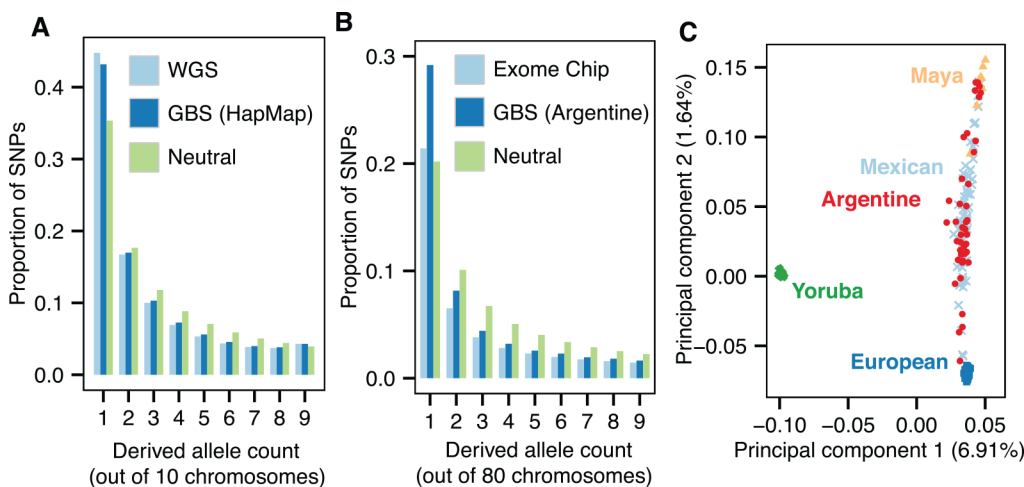 A
Proportion of SNPs
0.4
0.3
0.2
0.1
0.0
WGS
GBS (HapMap)
Neutral
1 2 3 4 5 6 7 8 9
Derived allele count
(out of 10 chromosomes)
B
Proportion of SNPs
0.3
0.2
0.1
0.0
Exome Chip
GBS (Argentine)
Neutral
1 2 3 4 5 6 7 8 9
Derived allele count
(out of 80 chromosomes)
C
Principal component 2 (1.64%)
0.15
0.10
0.05
0.00
−0.05
Maya
Mexican
Argentine
Yoruba
European
−0.10 −0.05 0.00 0.05
Principal component 1 (6.91%)